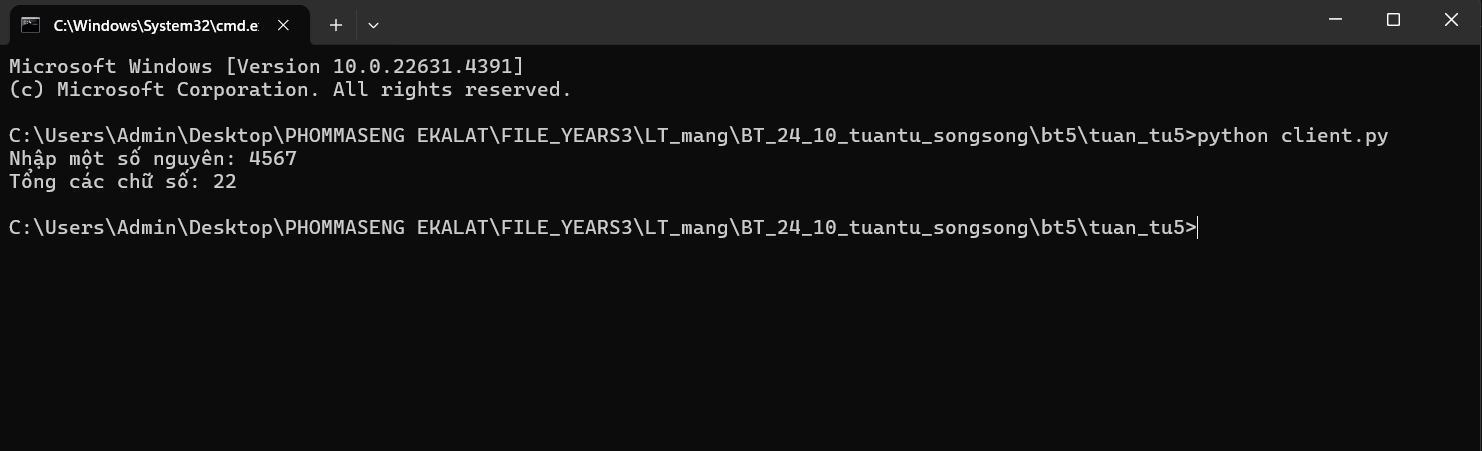 C:\Windows\System32\cmd.e
Microsoft Windows [Version 10.0.22631.4391]
(c) Microsoft Corporation. All rights reserved.
C:\Users\Admin\Desktop\PHOMMASENG EKALAT\FILE_YEARS3\LT_mang\BT_24_10_tuantu_songsong\bt5\tuan_tu5>python client.py
Nhập một số nguyên: 4567
Tổng các chữ số: 22
C:\Users\Admin\Desktop\PHOMMASENG EKALAT\FILE_YEARS3\LT_mang\BT_24_10_tuantu_songsong\bt5\tuan_tu5>